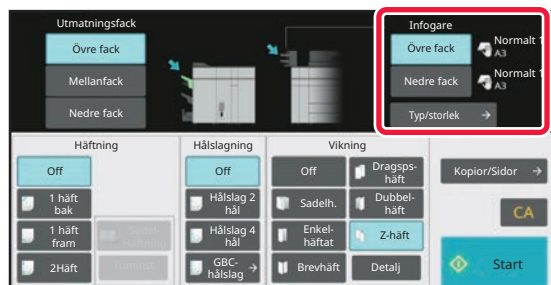 Utmatningsfack
Infogare
Övre fack
Mellanfack
Nedre fack
Övre fack
Normalt 1
A3
Nedre fack
Normalt 1
A3
Typ/storlek →
Häftning
Off
1 häft
bak
1 häft
fram
2Häft
Hålslagning
Off
Hålslag 2
hål
Hålslag 4
hål
GBC-
hålslag →
Vikning
Off
Dragsps-
häft
Sadelh.
Dubbel-
häft
Enkel-
häftat
Z-häft
Brevhäft
Detalj
Kopior/Sidor →
CA
Start